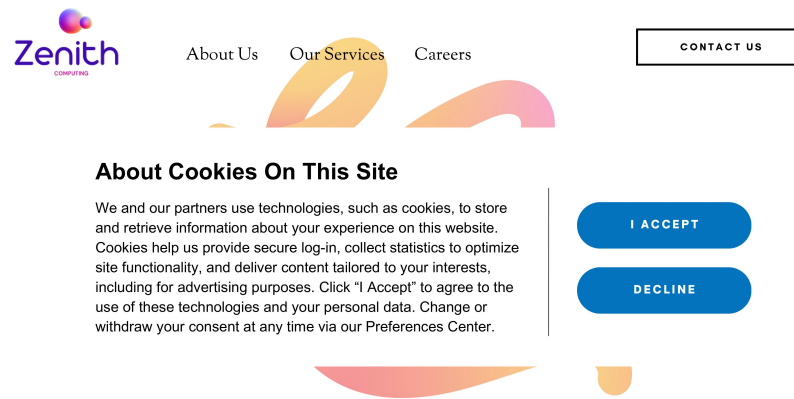 Zenith
COMPUTING
About Us
Our Services
Careers
CONTACT US
About Cookies On This Site
We and our partners use technologies, such as cookies, to store
and retrieve information about your experience on this website.
Cookies help us provide secure log-in, collect statistics to optimize
site functionality, and deliver content tailored to your interests,
including for advertising purposes. Click “I Accept” to agree to the
use of these technologies and your personal data. Change or
withdraw your consent at any time via our Preferences Center.
I ACCEPT
DECLINE